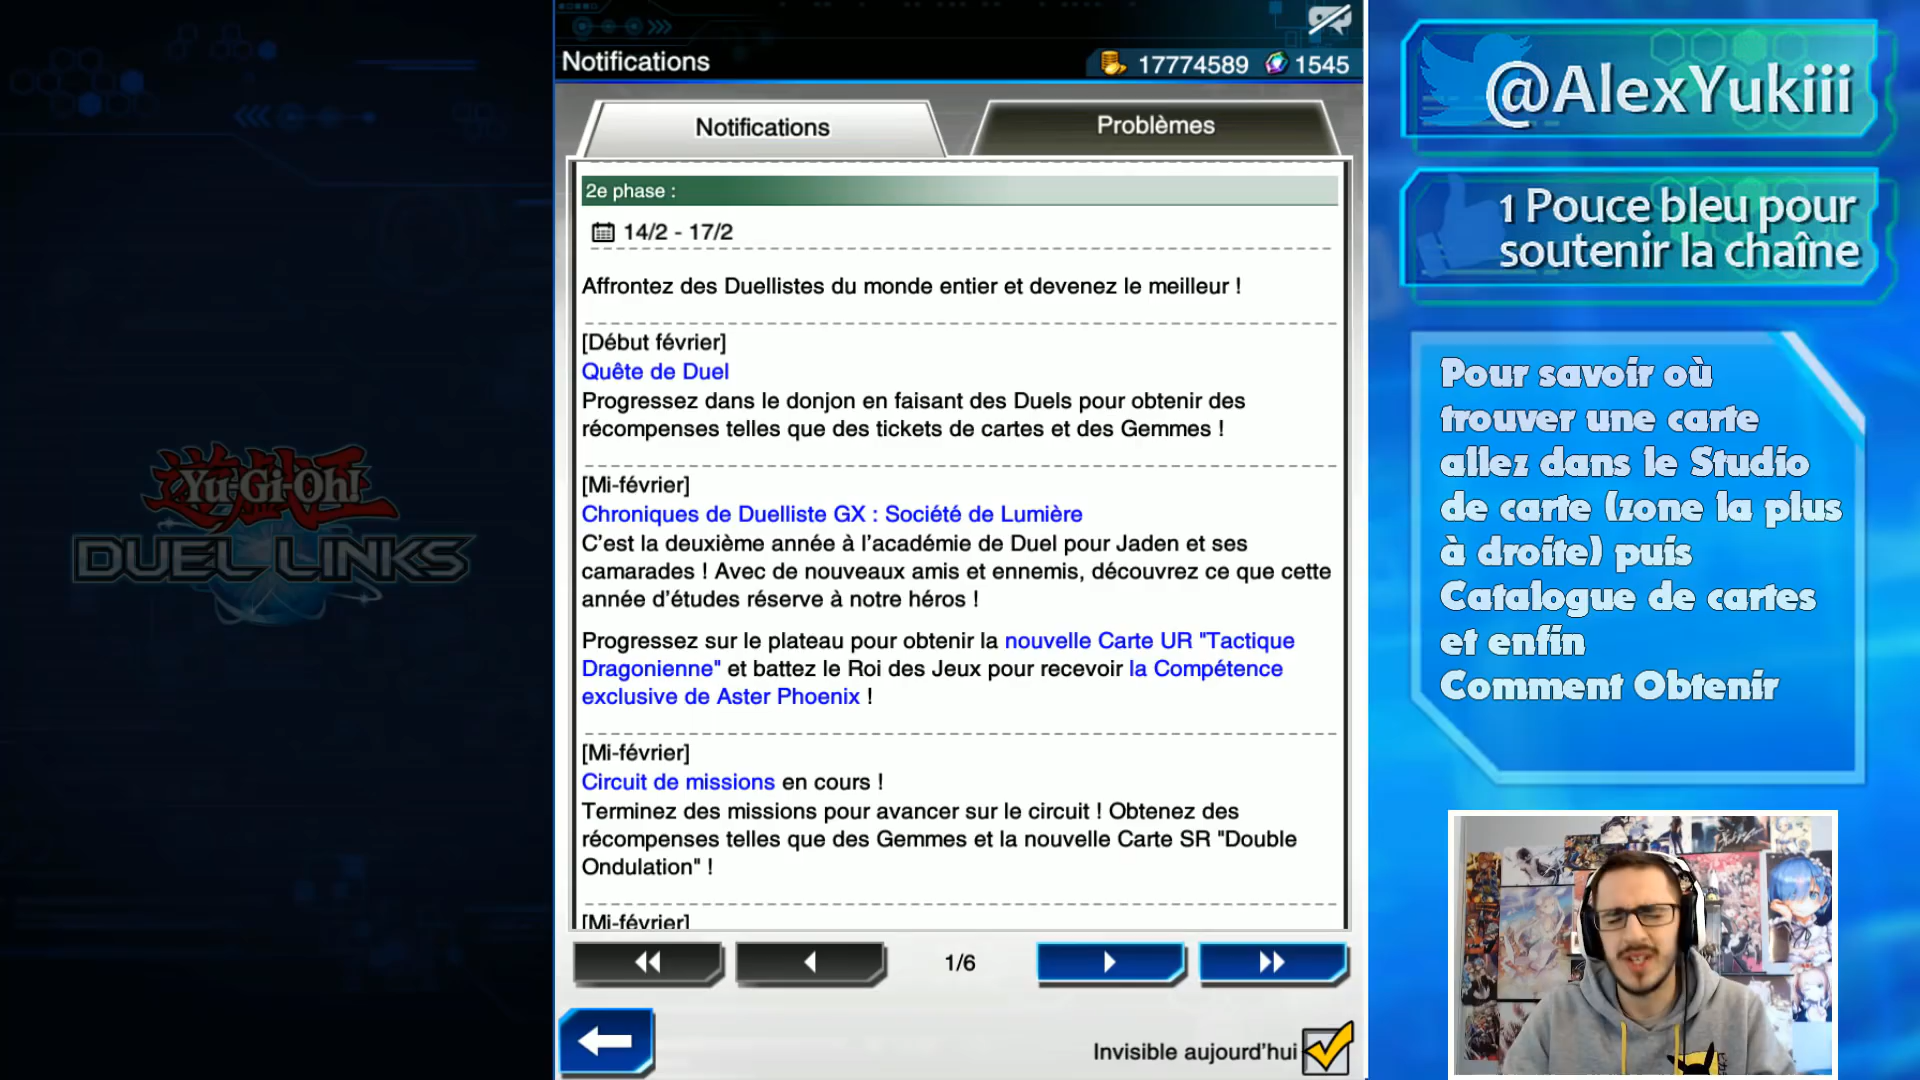 Notifications
17774589
1545
Notifications
Problèmes
2e phase :
14/2 - 17/2
Affrontez des Duellistes du monde entier et devenez le meilleur !
[Début février]
Quête de Duel
Progressez dans le donjon en faisant des Duels pour obtenir des
récompenses telles que des tickets de cartes et des Gemmes !
[Mi-février]
Chroniques de Duelliste GX : Société de Lumière
C’est la deuxième année à l’académie de Duel pour Jaden et ses
camarades ! Avec de nouveaux amis et ennemis, découvrez ce que cette
année d’études réserve à notre héros !
Progressez sur le plateau pour obtenir la nouvelle Carte UR "Tactique
Dragonienne" et battez le Roi des Jeux pour recevoir la Compétence
exclusive de Aster Phoenix !
[Mi-février]
Circuit de missions en cours !
Terminez des missions pour avancer sur le circuit ! Obtenez des
récompenses telles que des Gemmes et la nouvelle Carte SR "Double
Ondulation" !
[Mi-février]
1/6
Invisible aujourd’hui
遊戯王
Yu-Gi-Oh!
DUEL LINKS
@AlexYukiii
1 Pouce bleu pour
soutenir la chaîne
Pour savoir où
trouver une carte
allez dans le Studio
de carte (zone la plus
à droite) puis
Catalogue de cartes
et enfin
Comment Obtenir